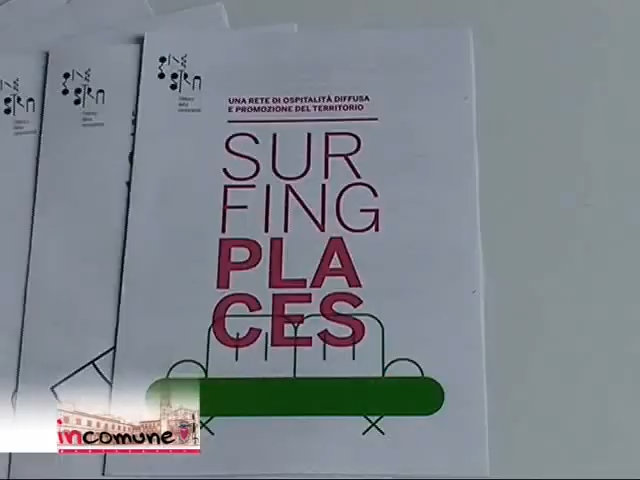 UNA RETE DI OSPITALITÀ DIFFUSA
E PROMOZIONE DEL TERRITORIO
SUR
FING
PLA
CES
incomune